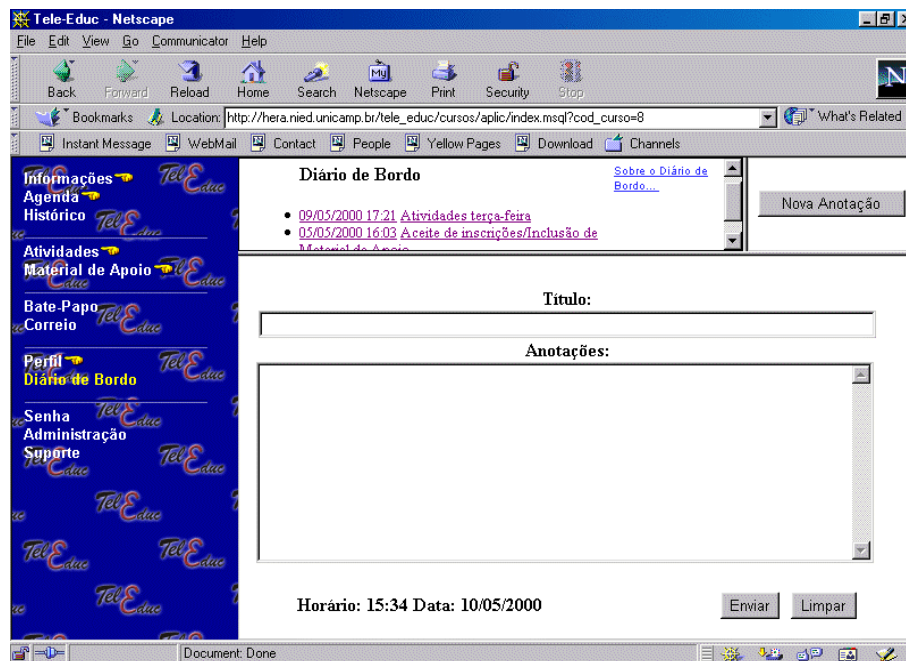 Tele-Educ - Netscape
File Edit View Go Communicator Help
Back Forward Reload Home Search Netscape Print Security Stop
Bookmarks Location: http://hera.nied.unicamp.br/tele_educ/cursos/aplic/index.msql?cod_curso=8 What's Related
Instant Message WebMail Contact People Yellow Pages Download Channels
Informações
Agenda
Histórico
Atividades
Material de Apoio
Bate-Papo
Correio
Perfil
Diário de Bordo
Senha
Administração
Suporte
TelEduc
Diário de Bordo
Sobre o Diário de
Bordo...
09/05/2000 17:21 Atividades terça-feira
05/05/2000 16:03 Aceite de inscrições/Inclusão de
Material de Apoio
Nova Anotação
Título:
Anotações:
Horário: 15:34 Data: 10/05/2000
Enviar Limpar
Document: Done